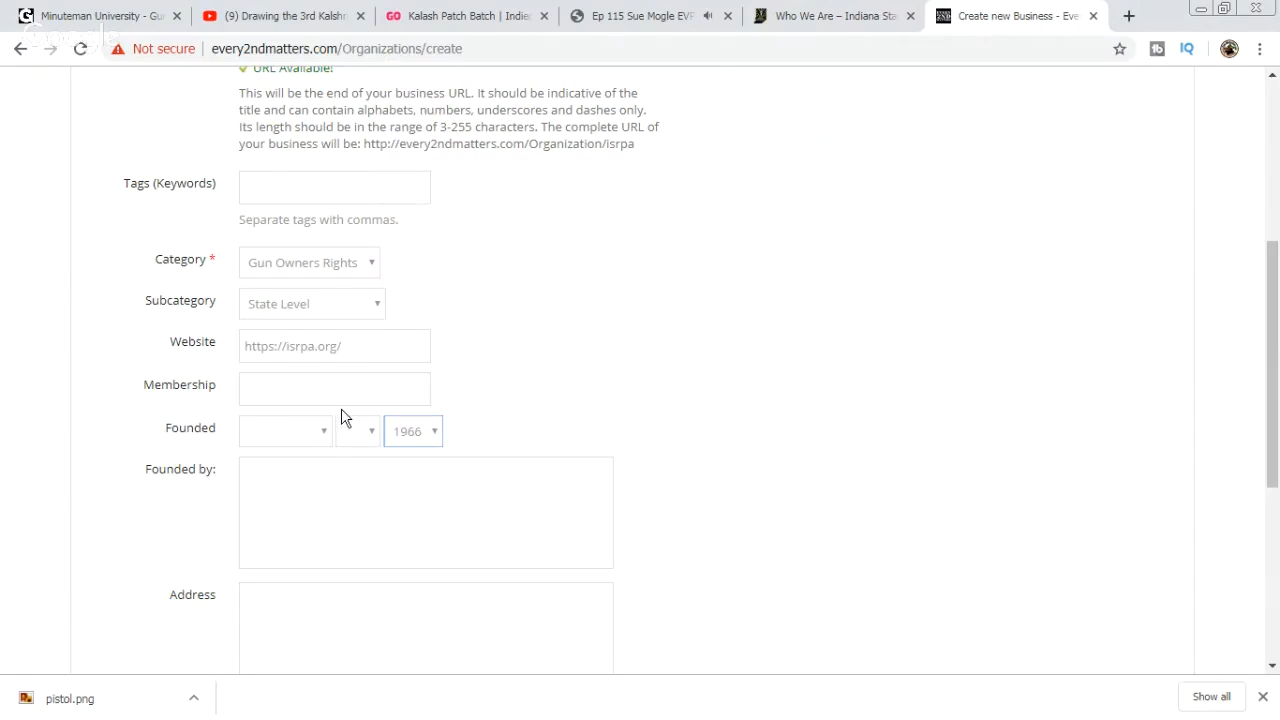 Minuteman University - Gu
(9) Drawing the 3rd Kalsh
Kalash Path Batch | Indie
Ep 115 Sue Mogle EVP
Who We Are – Indiana Sta
Create new Business - Eve
Google
Not secure | every2ndmatters.com/Organizations/create
URL Available!
This will be the end of your business URL. It should be indicative of the
title and can contain alphabets, numbers, underscores and dashes only.
Its length should be in the range of 3-255 characters. The complete URL of
your business will be: http://every2ndmatters.com/Organization/isrpa
Tags (Keywords)
Separate tags with commas.
Category * Gun Owners Rights
Subcategory State Level
Website https://isrpa.org/
Membership
Founded 1966
Founded by:
Address
pistol.png
Show all